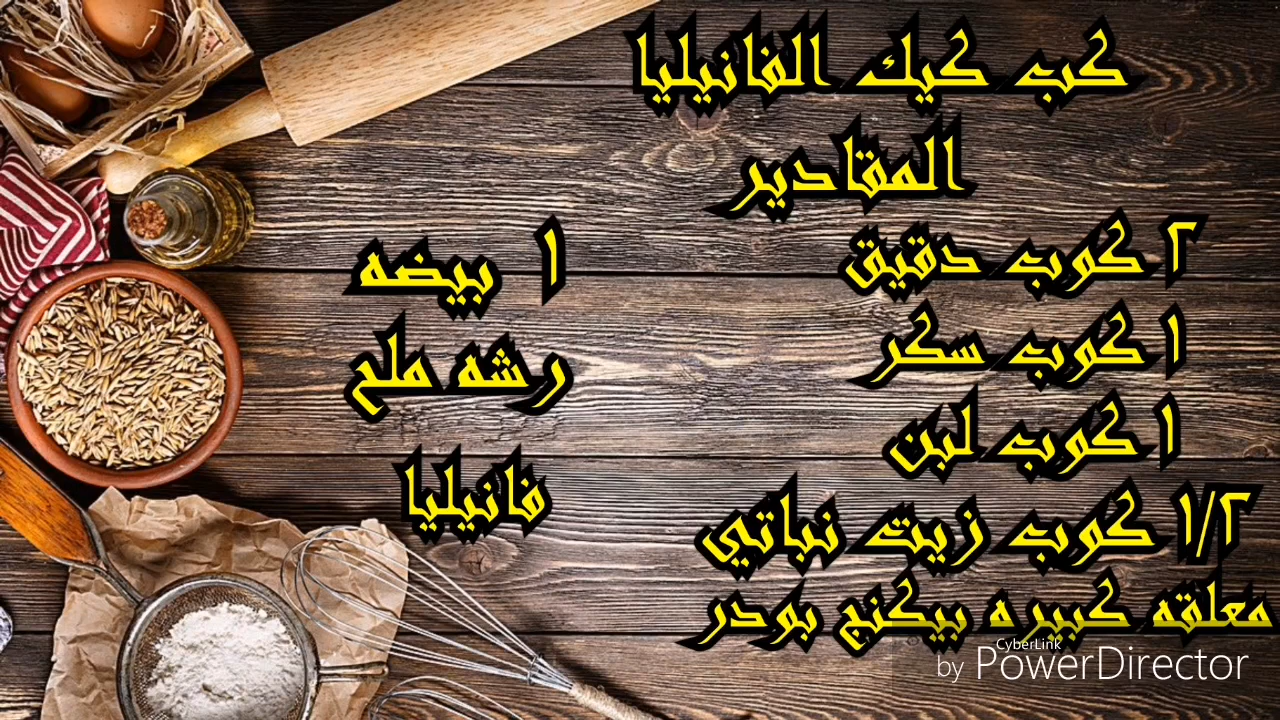 كب كيك الفانيليا
المقادير
٢ كوب دقيق
١ كوب سكر
١ كوب لبن
١/٢ كوب زيت نباتي
معلقه كبيره بيكنج بودر
١ بيضه
رشه ملح
فانيليا
CyberLink
by PowerDirector